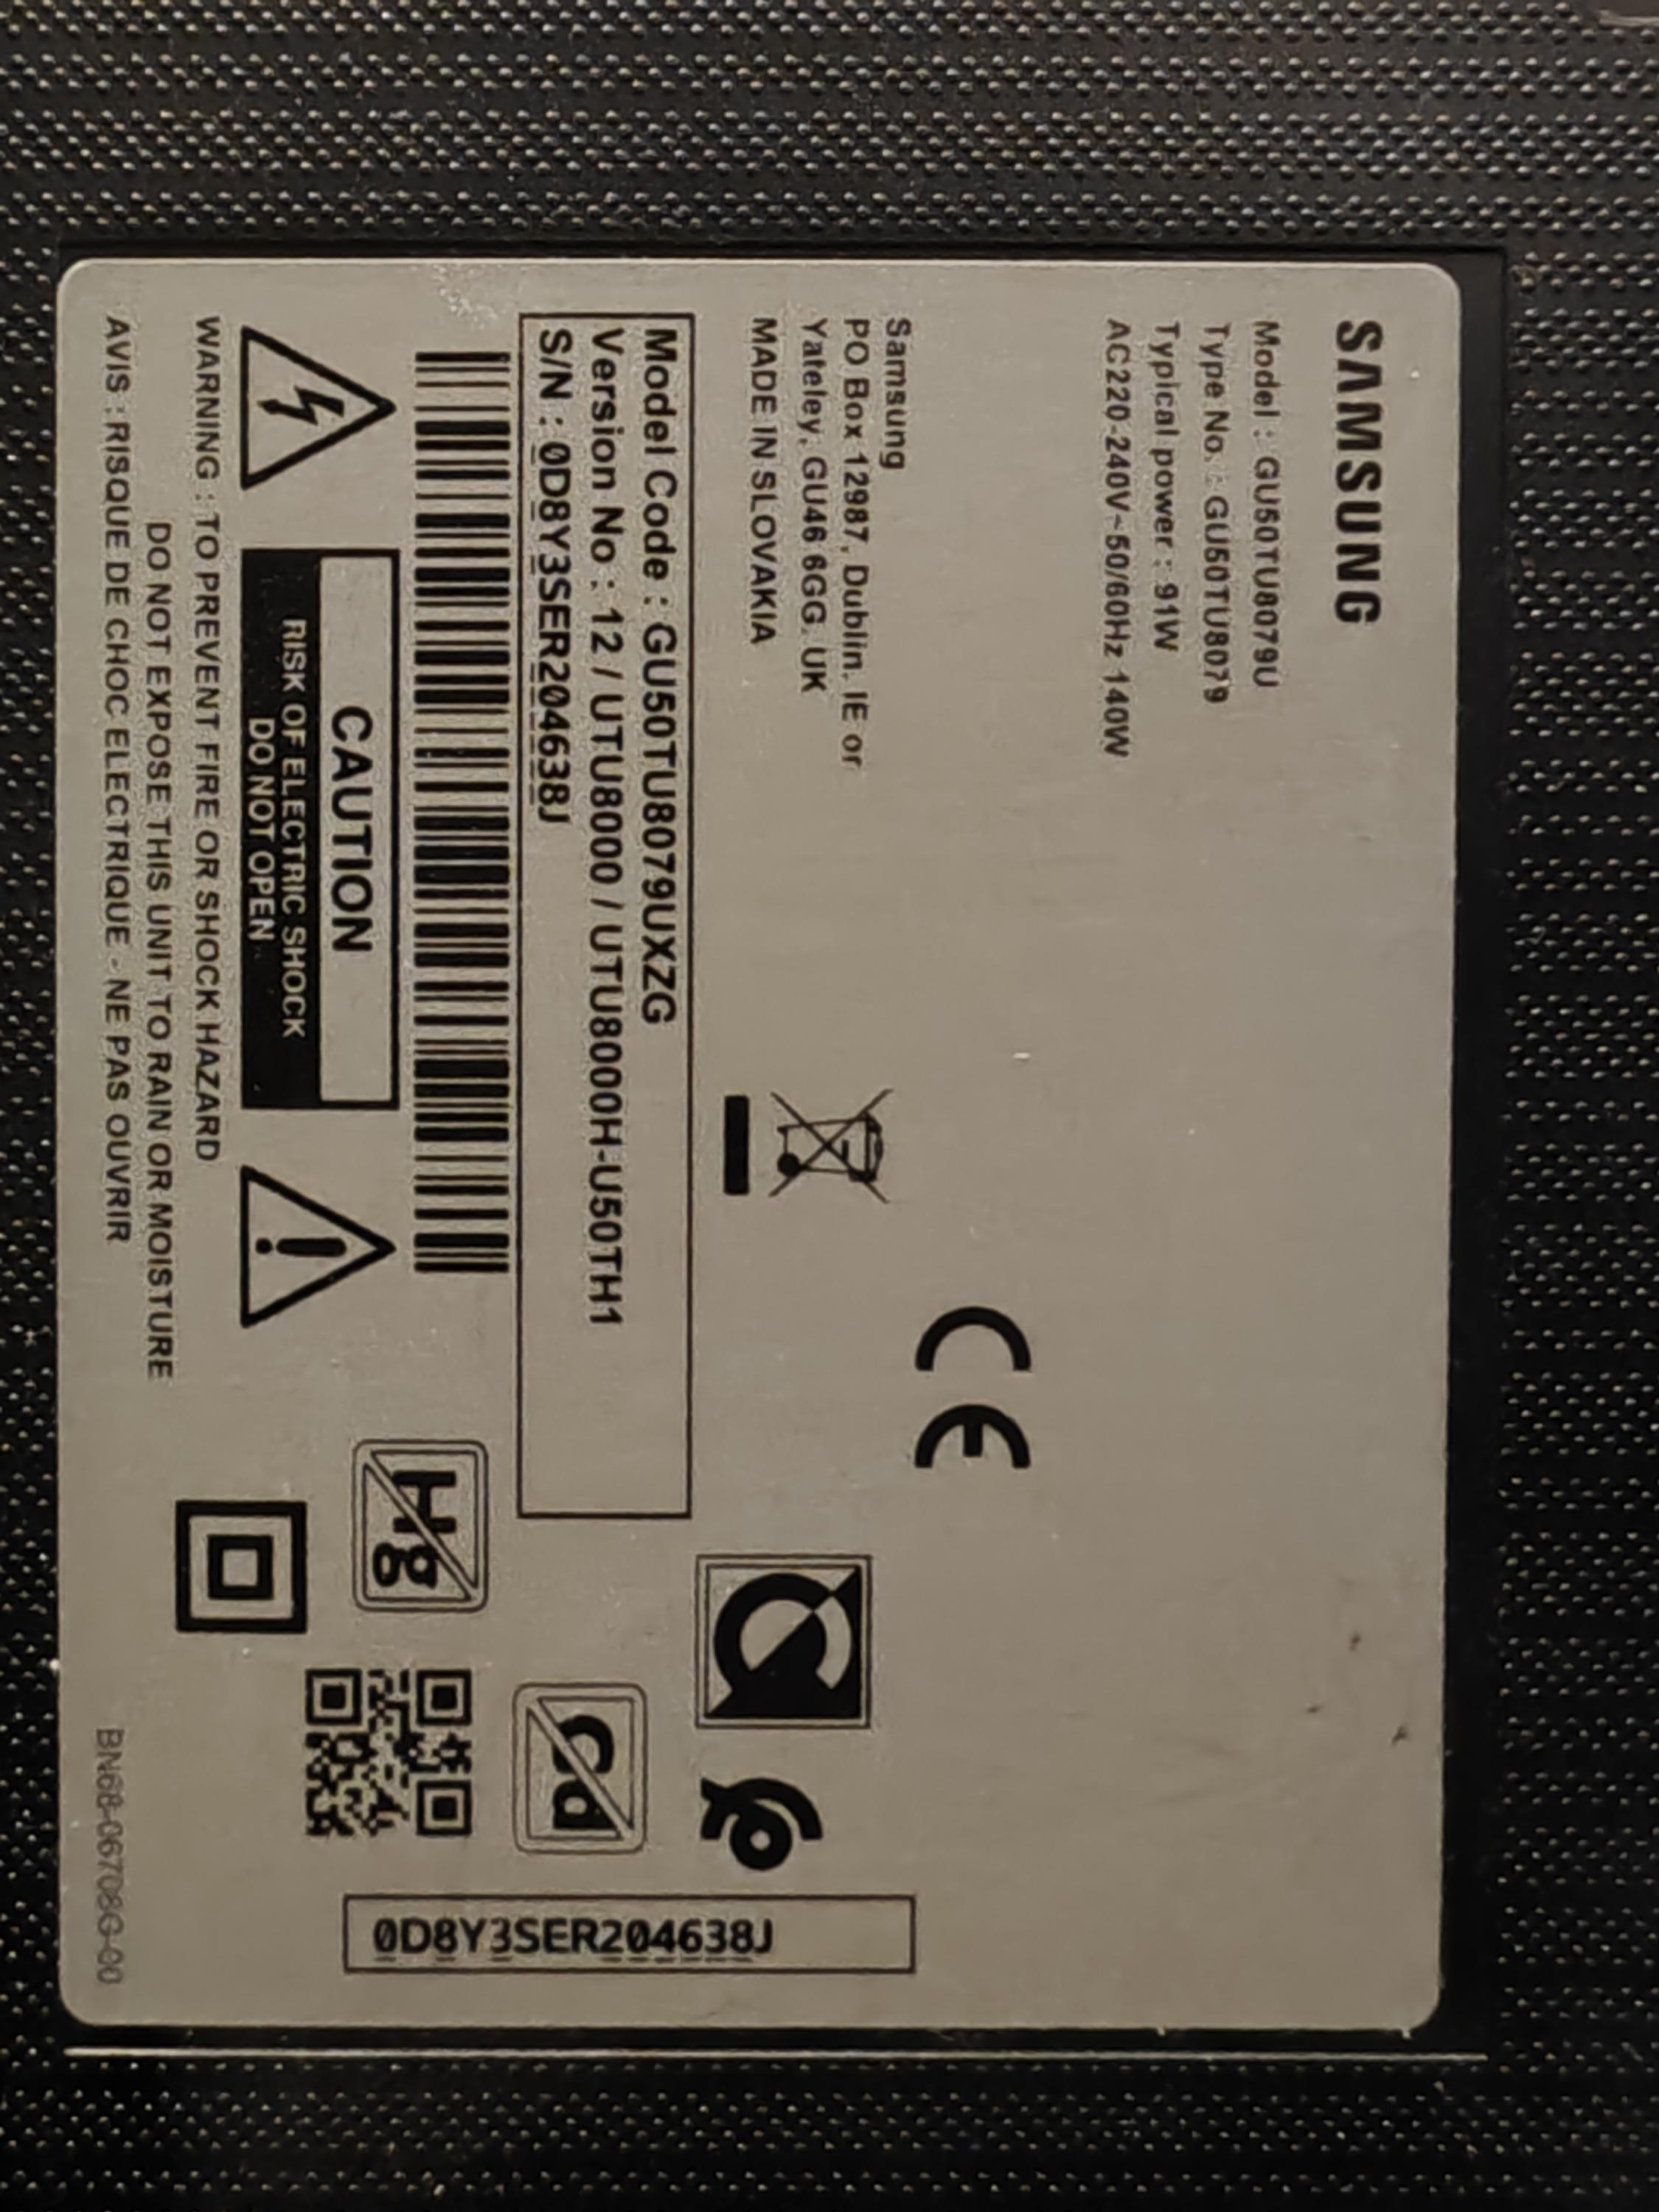 SAMSUNG
Model : GU50TU8079U
Type No. : GU50TU8079
Typical power : 91W
AC220-240V~50/60Hz 140W
Samsung
PO Box 12987, Dublin. IE or
Yateley, GU46 6GG. UK
MADE IN SLOVAKIA
CE
Model Code : GU50TU8079UXZG
Version No : 12 / UTU8000 / UTU8000H-U50TH1
S/N : 0D8Y3SER204638J
CAUTION
RISK OF ELECTRIC SHOCK
DO NOT OPEN
WARNING : TO PREVENT FIRE OR SHOCK HAZARD
DO NOT EXPOSE THIS UNIT TO RAIN OR MOISTURE
AVIS : RISQUE DE CHOC ELECTRIQUE - NE PAS OUVRIR
Hg
Cd
0D8Y3SER204638J
BN68-06708G-00